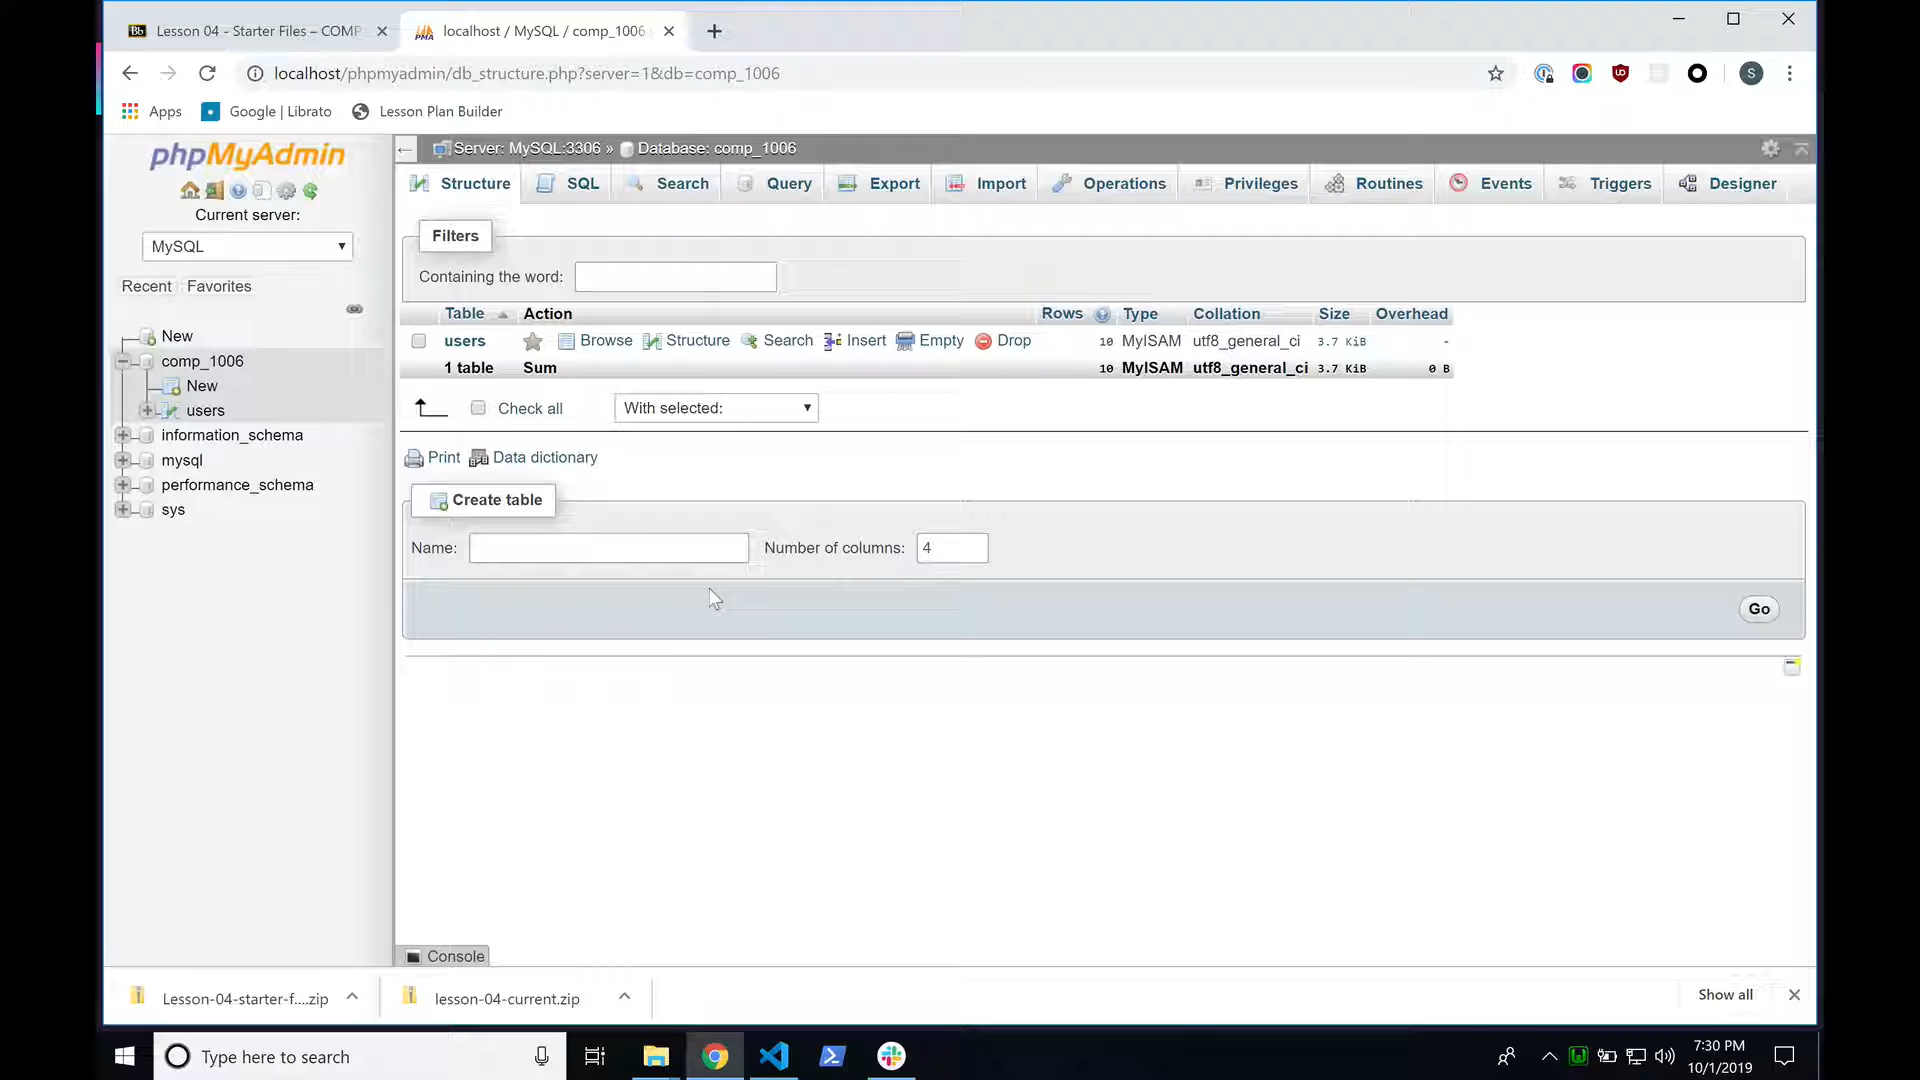 Lesson 04 - Starter Files – COMP
localhost / MySQL / comp_1006
localhost/phpmyadmin/db_structure.php?server=1&db=comp_1006
S
Apps
Google | Librato
Lesson Plan Builder
phpMyAdmin
Current server:
MySQL
Recent Favorites
New
comp_1006
New
users
information_schema
mysql
performance_schema
sys
Server: MySQL:3306 » Database: comp_1006
Structure SQL Search Query Export Import Operations Privileges Routines Events Triggers Designer
Filters
Containing the word:
Table Action Rows Type Collation Size Overhead
users Browse Structure Search Insert Empty Drop 10 MyISAM utf8_general_ci 3.7 KiB -
1 table Sum 10 MyISAM utf8_general_ci 3.7 KiB 0 B
Check all With selected:
Print Data dictionary
Create table
Name: Number of columns: 4
Go
Console
Lesson-04-starter-f....zip
lesson-04-current.zip
Show all
Type here to search
7:30 PM
10/1/2019